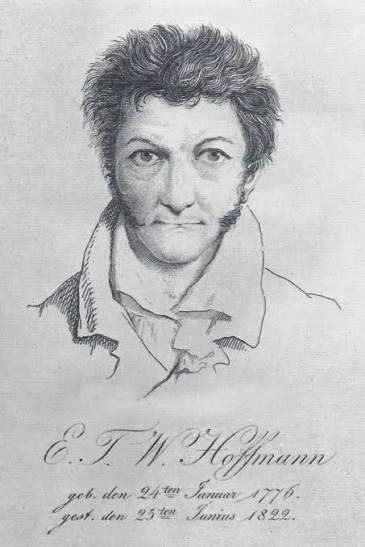 E. T. W. Hoffmann
geb. den 24ten Januar 1776.
gest. den 25ten Junius 1822.